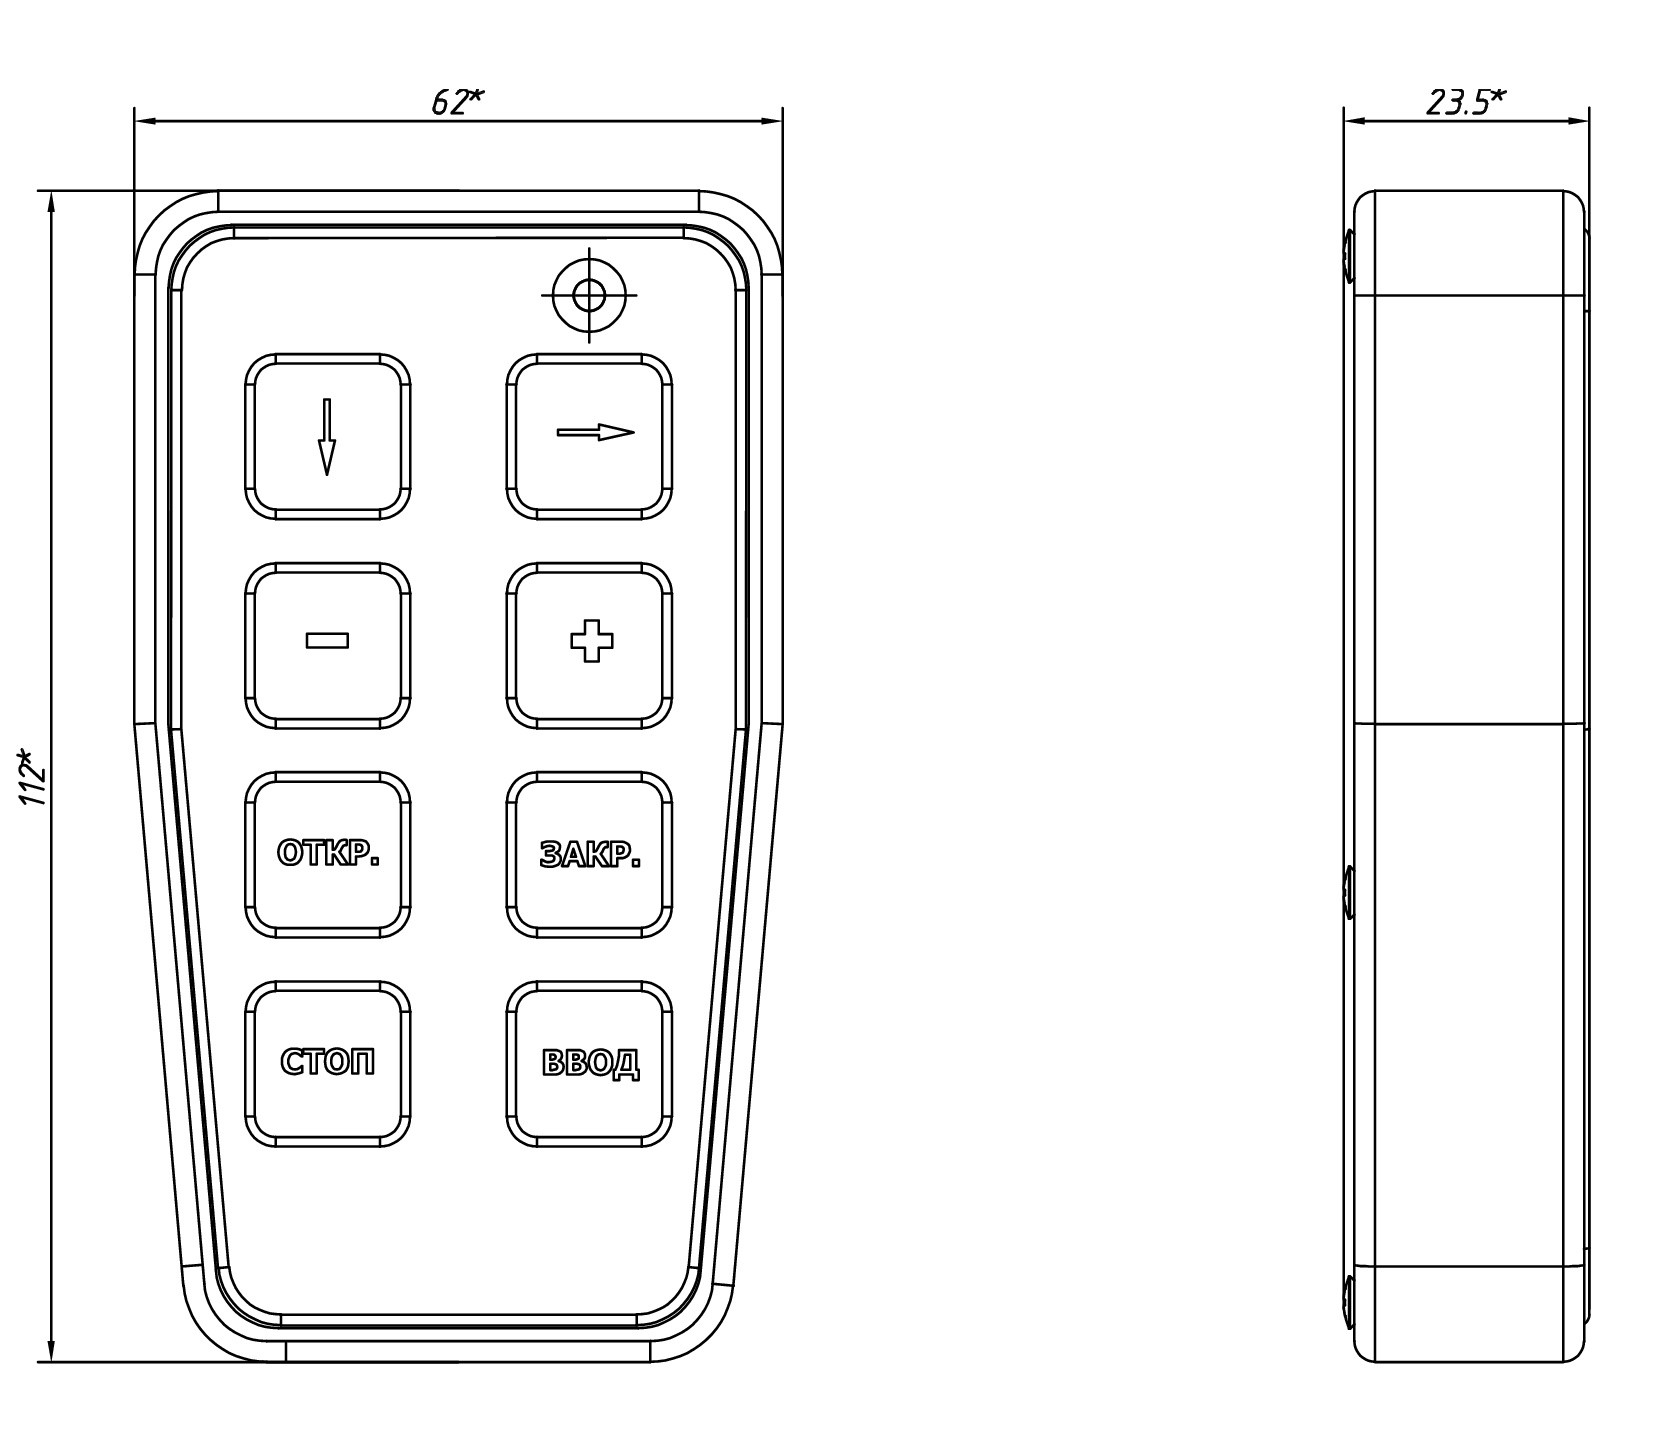 62*
23.5*
112*
-
+
ОТКР.
ЗАКР.
СТОП
ВВОД